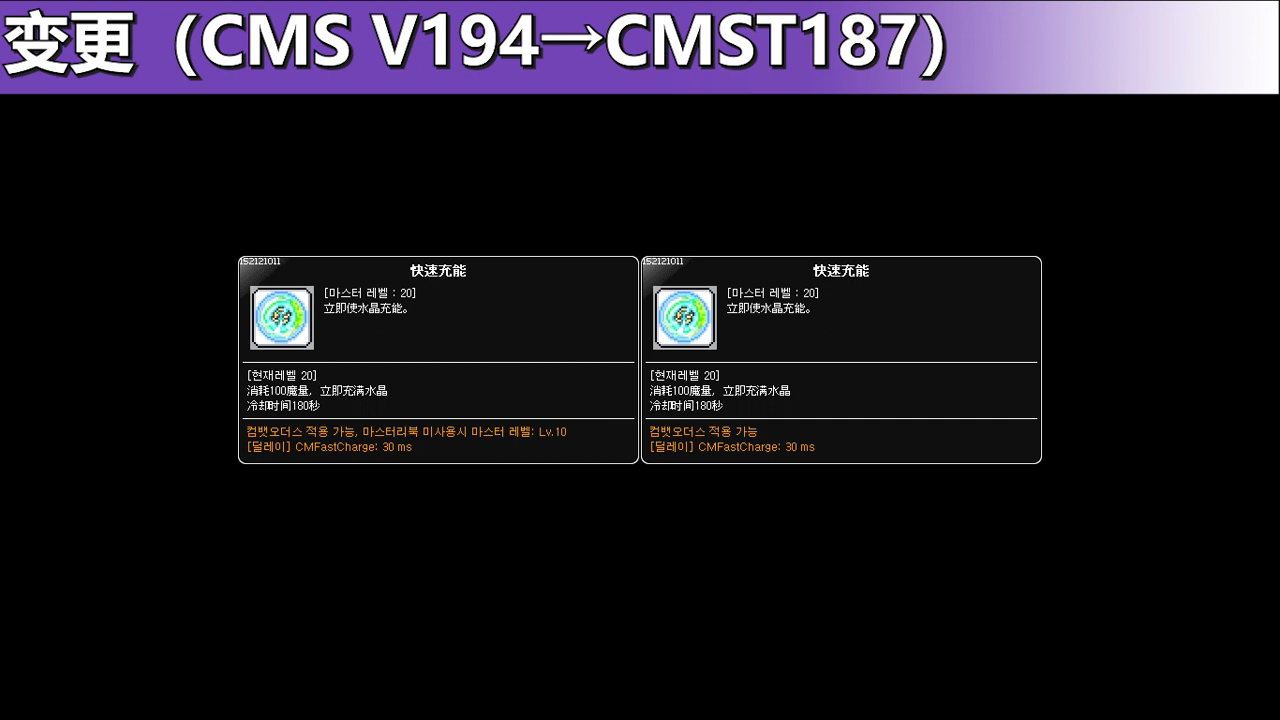 变更（CMS V194→CMST187）
152121011
快速充能
[마스터 레벨 : 20]
立即使水晶充能。
[현재레벨 20]
消耗100魔量，立即充满水晶
冷却时间180秒
컴뱃오더스 적용 가능, 마스터리북 미사용시 마스터 레벨: Lv.10
[딜레이] CMFastCharge: 30 ms
152121011
快速充能
[마스터 레벨 : 20]
立即使水晶充能。
[현재레벨 20]
消耗100魔量，立即充满水晶
冷却时间180秒
컴뱃오더스 적용 가능
[딜레이] CMFastCharge: 30 ms